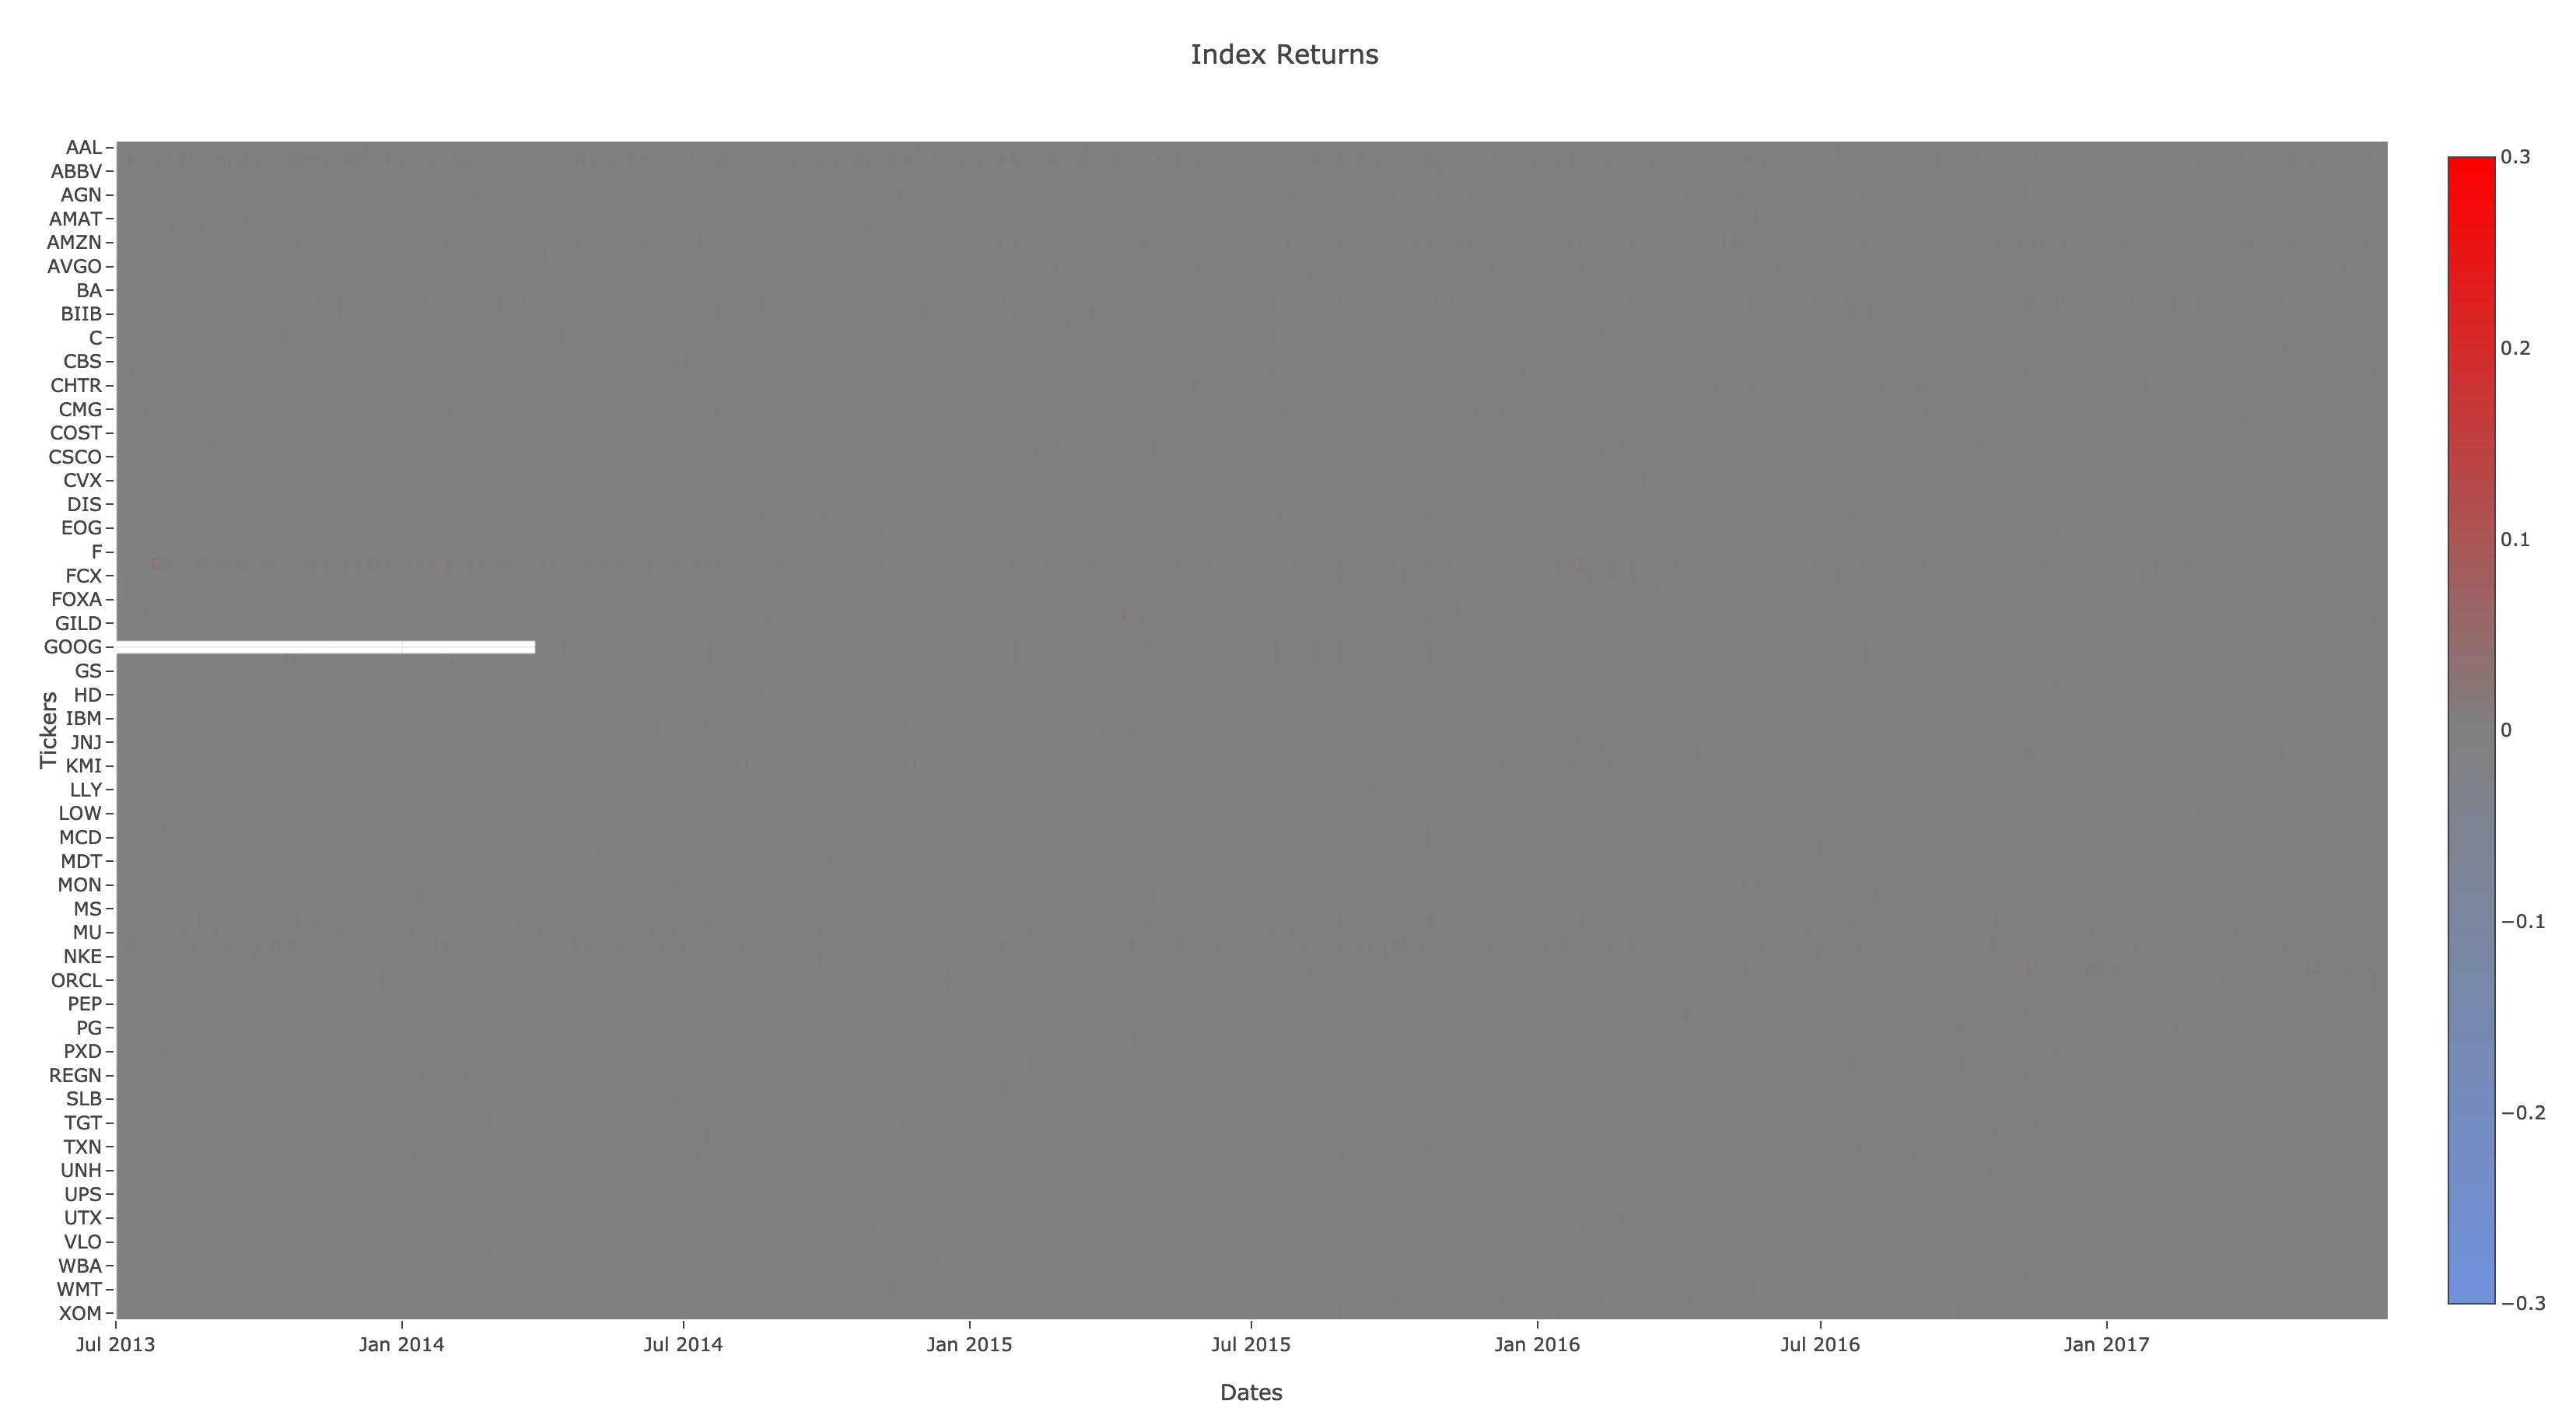 Index Returns
AAL
ABBV
AGN
AMAT
AMZN
AVGO
BA
BIIB
C
CBS
CHTR
CMG
COST
CSCO
CVX
DIS
EOG
F
FCX
FOXA
GILD
GOOG
GS
HD
IBM
JNJ
KMI
LLY
LOW
MCD
MDT
MON
MS
MU
NKE
ORCL
PEP
PG
PXD
REGN
SLB
TGT
TXN
UNH
UPS
UTX
VLO
WBA
WMT
XOM
Tickers
Jul 2013 Jan 2014 Jul 2014 Jan 2015 Jul 2015 Jan 2016 Jul 2016 Jan 2017
Dates
0.3
0.2
0.1
0
−0.1
−0.2
−0.3